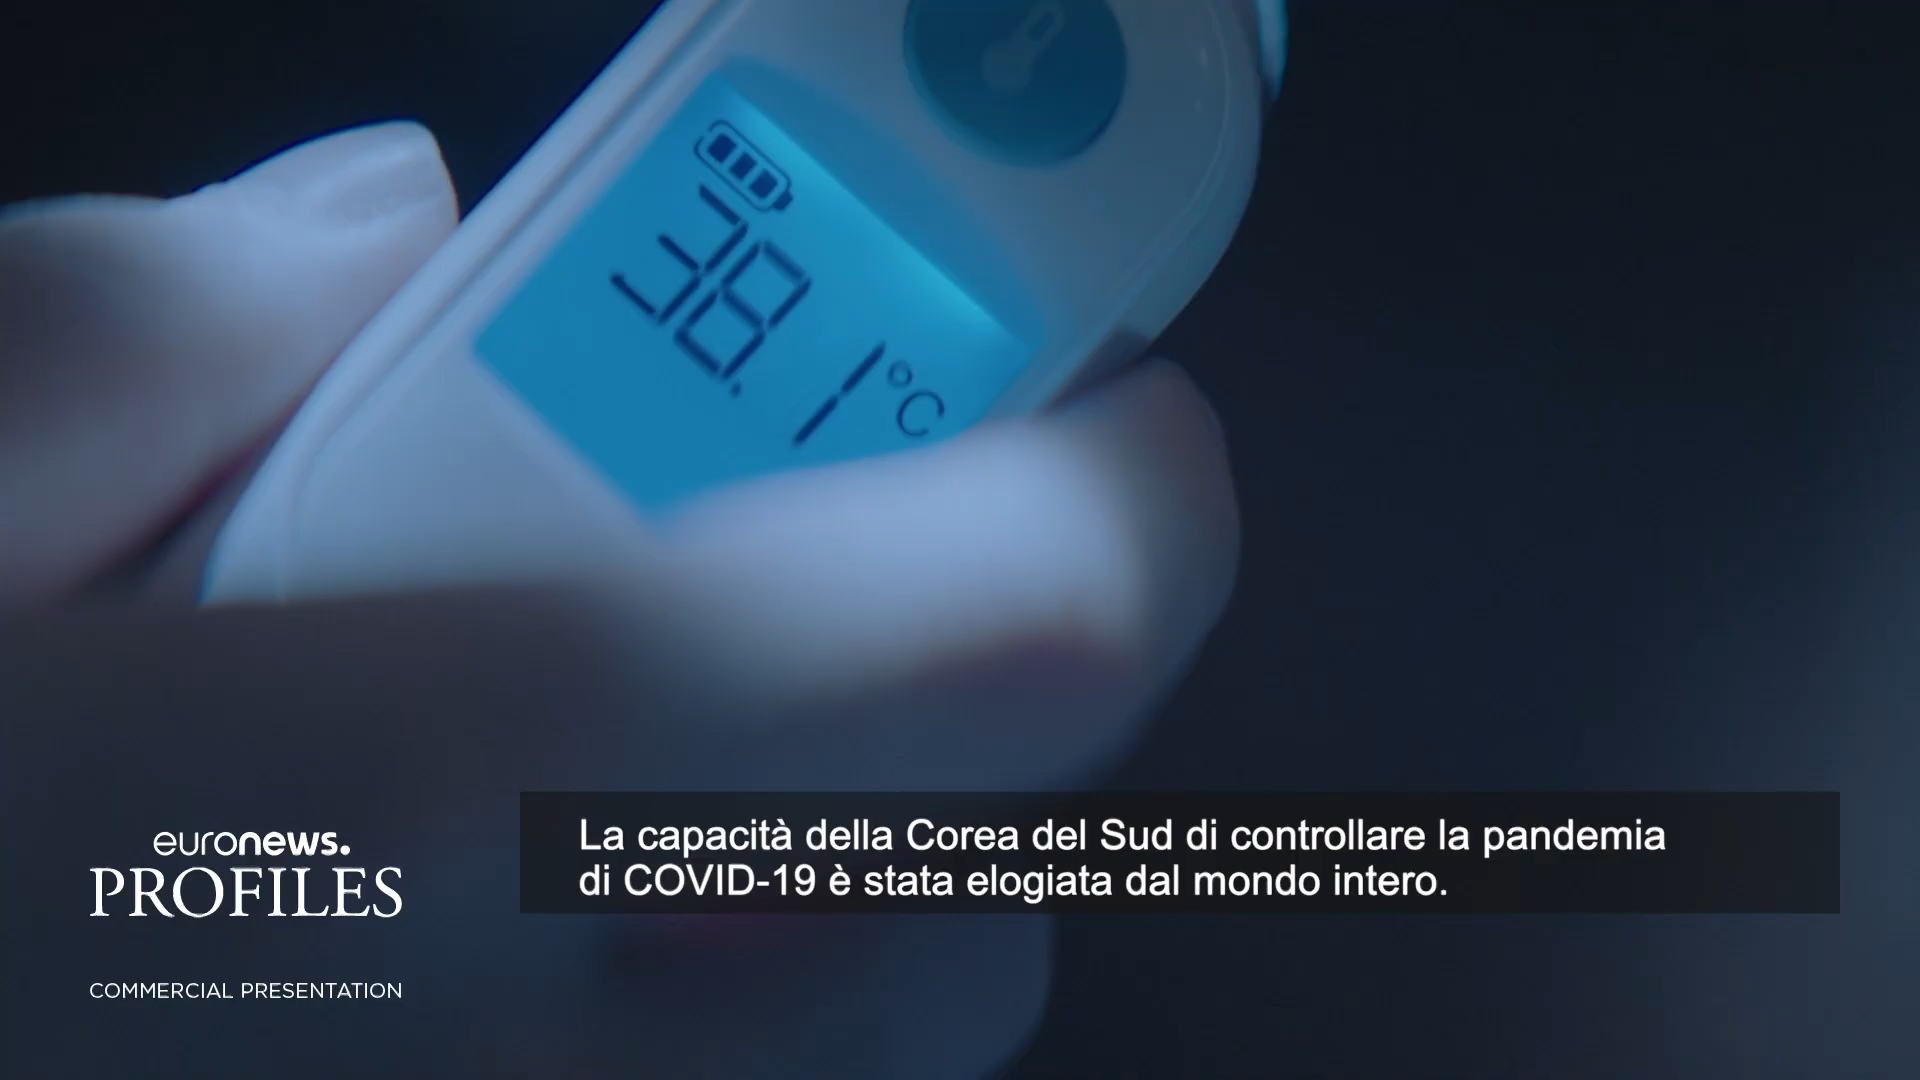 38.1°C
La capacità della Corea del Sud di controllare la pandemia
di COVID-19 è stata elogiata dal mondo intero.
euronews.
PROFILES
COMMERCIAL PRESENTATION